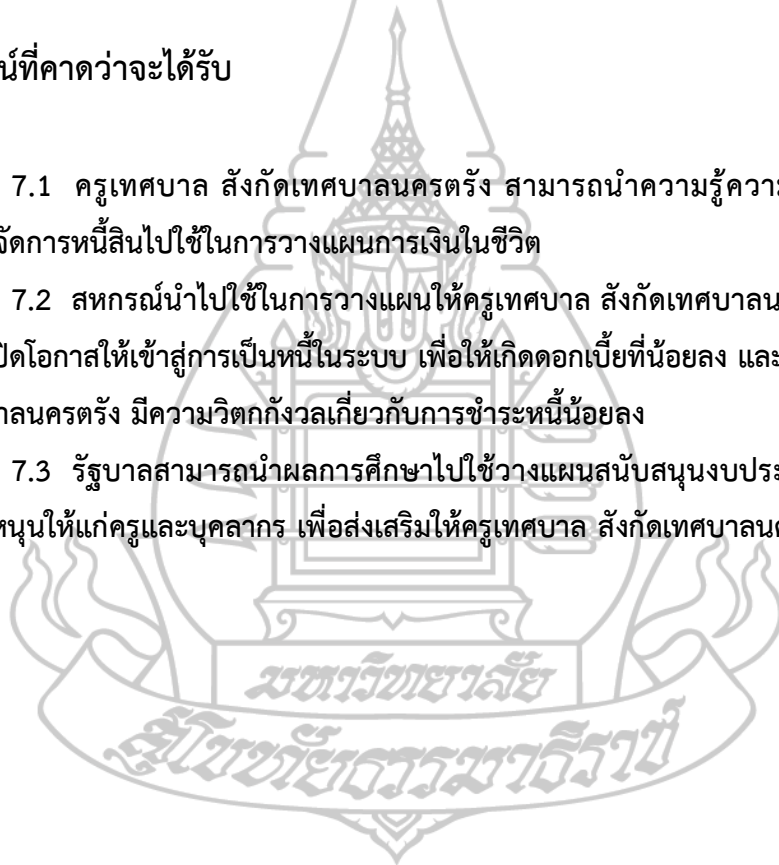 น์ที่คาดว่าจะได้รับ
7.1 ครูเทศบาล สังกัดเทศบาลนครตรัง สามารถนำความรู้ความ
จัดการหนี้สินไปใช้ในการวางแผนการเงินในชีวิต
7.2 สหกรณ์นำไปใช้ในการวางแผนให้ครูเทศบาล สังกัดเทศบาลน
ปิดโอกาสให้เข้าสู่การเป็นหนี้ในระบบ เพื่อให้เกิดดอกเบี้ยที่น้อยลง และ
าลนครตรัง มีความวิตกกังวลเกี่ยวกับการชำระหนี้น้อยลง
7.3 รัฐบาลสามารถนำผลการศึกษาไปใช้วางแผนสนับสนุนงบประ
หนุนให้แก่ครูและบุคลากร เพื่อส่งเสริมให้ครูเทศบาล สังกัดเทศบาลนค
มหาวิทยาลัย
สุโขทัยธรรมาธิราช